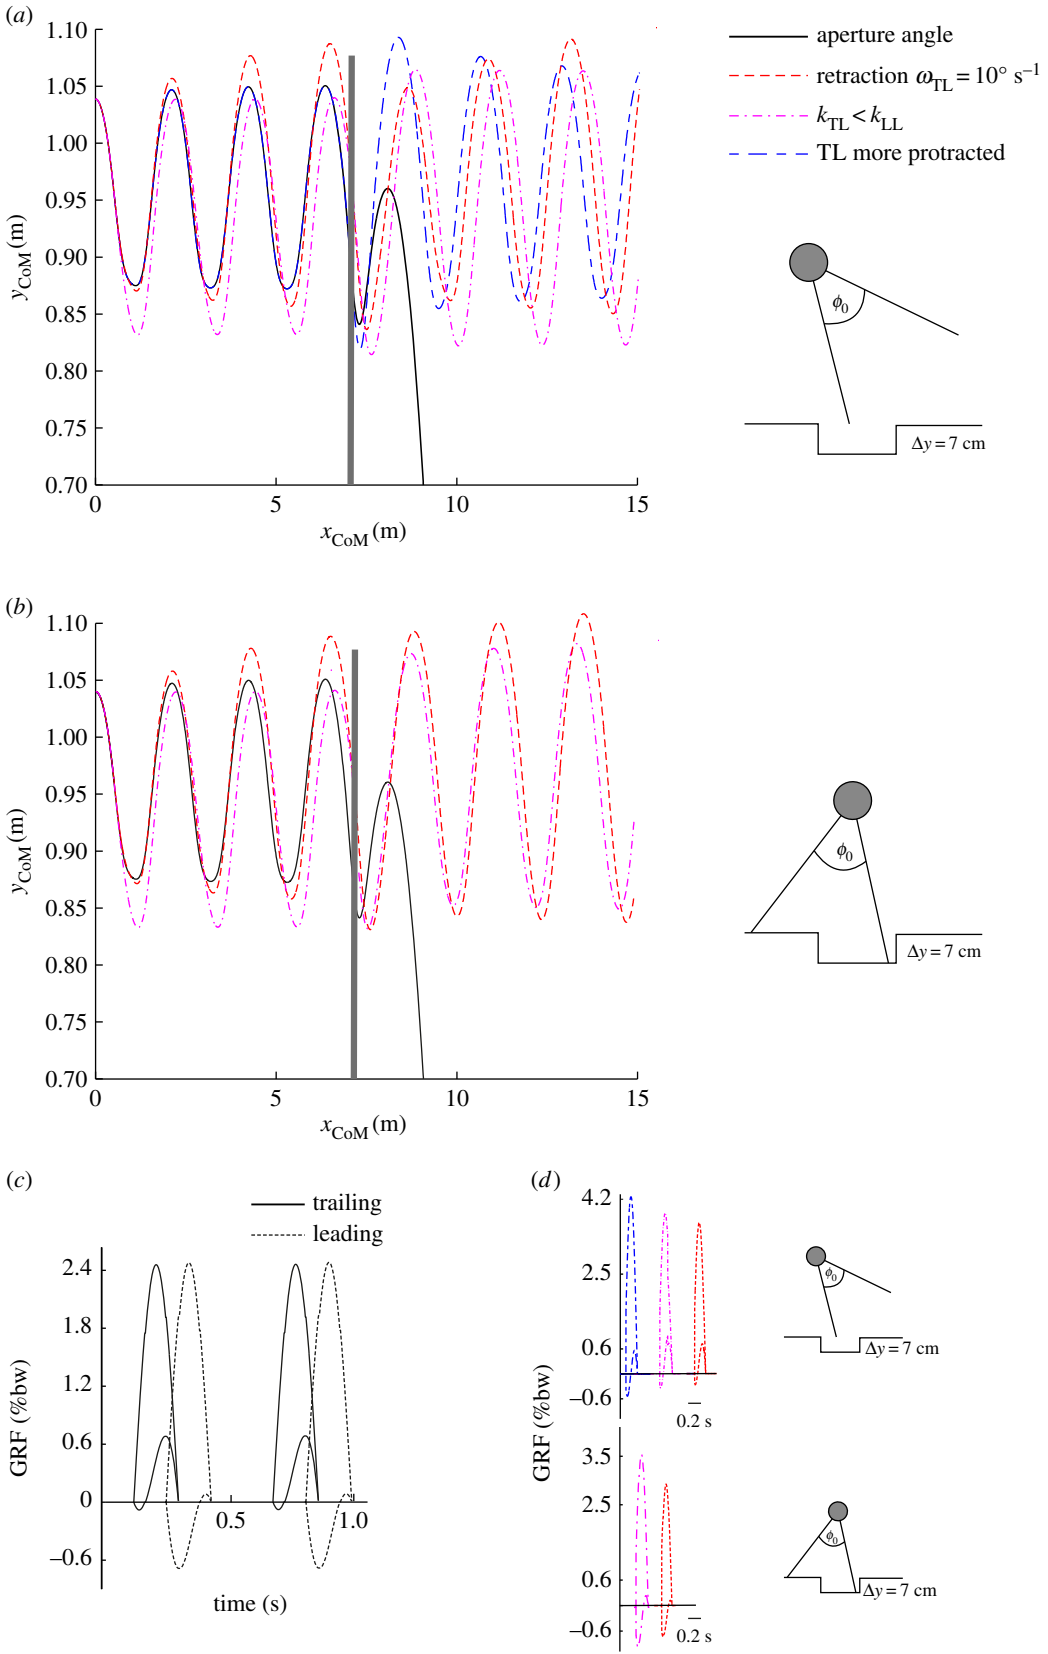 (a)
1.10
1.05
1.00
0.95
0.90
0.85
0.80
0.75
0.70
y_CoM (m)
0 5 10 15
x_CoM (m)
aperture angle
retraction ω_TL = 10° s⁻¹
k_TL < k_LL
TL more protracted
ϕ₀
Δy = 7 cm
(b)
1.10
1.05
1.00
0.95
0.90
0.85
0.80
0.75
0.70
y_CoM (m)
0 5 10 15
x_CoM (m)
ϕ₀
Δy = 7 cm
(c)
trailing
leading
2.4
1.8
1.2
0.6
0
−0.6
GRF (%bw)
0.5 1.0
time (s)
(d)
4.2
2.5
0.6
−0.6
0.2 s
GRF (%bw)
3.5
2.5
0.6
−0.6
0.2 s
ϕ₀
Δy = 7 cm
ϕ₀
Δy = 7 cm